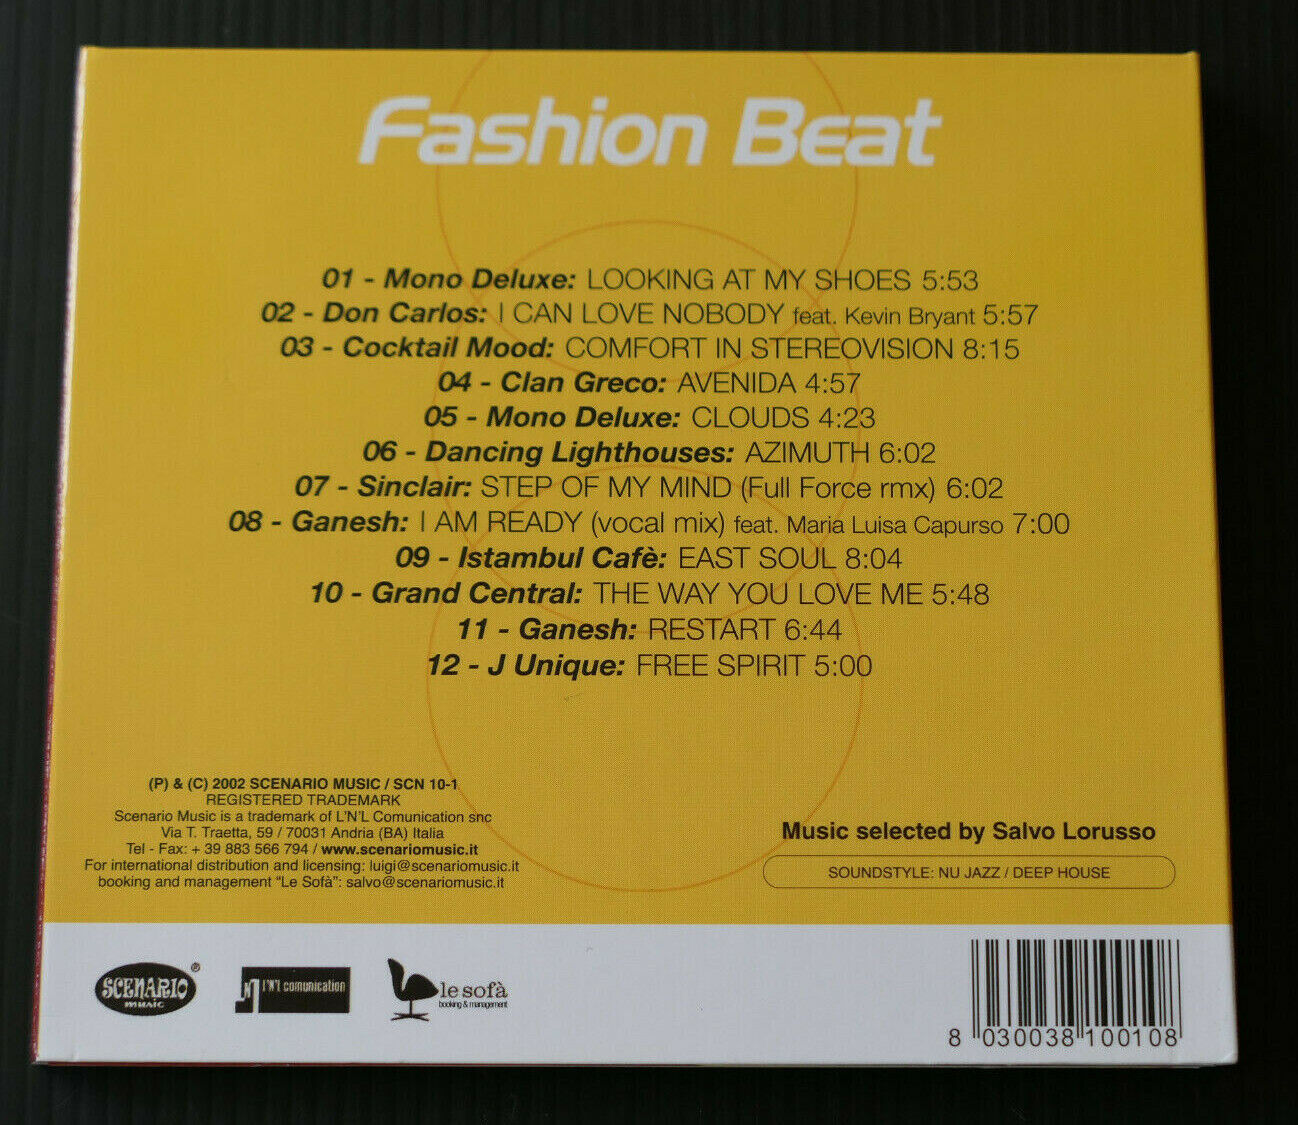 Fashion Beat
01 - Mono Deluxe: LOOKING AT MY SHOES 5:53
02 - Don Carlos: I CAN LOVE NOBODY feat. Kevin Bryant 5:57
03 - Cocktail Mood: COMFORT IN STEREOVISION 8:15
04 - Clan Greco: AVENIDA 4:57
05 - Mono Deluxe: CLOUDS 4:23
06 - Dancing Lighthouses: AZIMUTH 6:02
07 - Sinclair: STEP OF MY MIND (Full Force rmx) 6:02
08 - Ganesh: I AM READY (vocal mix) feat. Maria Luisa Capurso 7:00
09 - Istambul Cafè: EAST SOUL 8:04
10 - Grand Central: THE WAY YOU LOVE ME 5:48
11 - Ganesh: RESTART 6:44
12 - J Unique: FREE SPIRIT 5:00
(P) & (C) 2002 SCENARIO MUSIC / SCN 10-1
REGISTERED TRADEMARK
Scenario Music is a trademark of L'N'L Comunication snc
Via T. Traetta, 59 / 70031 Andria (BA) Italia
Tel - Fax: + 39 883 566 794 / www.scenariomusic.it
For international distribution and licensing: luigi@scenariomusic.it
booking and management "Le Sofà": salvo@scenariomusic.it
Music selected by Salvo Lorusso
SOUNDSTYLE: NU JAZZ / DEEP HOUSE
SCENARIO ®
MUSIC
l'N'l comunication
le sofà
booking & management
8 030038 100108